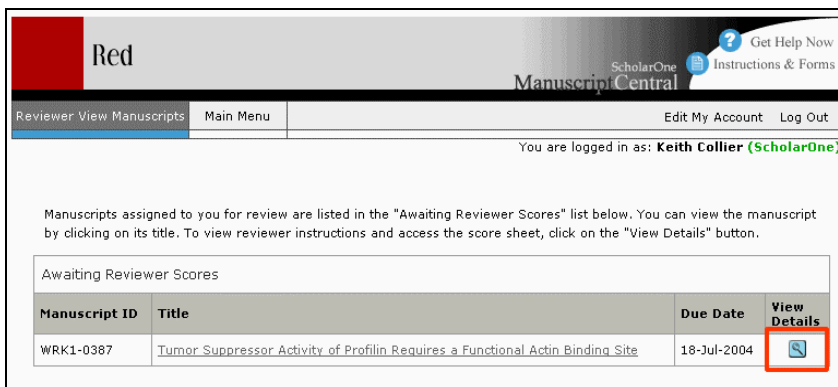 Red
Get Help Now
Instructions & Forms
ScholarOne
Manuscript Central
Reviewer View Manuscripts Main Menu Edit My Account Log Out
You are logged in as: Keith Collier (ScholarOne)
Manuscripts assigned to you for review are listed in the "Awaiting Reviewer Scores" list below. You can view the manuscript
by clicking on its title. To view reviewer instructions and access the score sheet, click on the "View Details" button.
Awaiting Reviewer Scores
Manuscript ID Title Due Date View Details
WRK1-0387 Tumor Suppressor Activity of Profilin Requires a Functional Actin Binding Site 18-Jul-2004